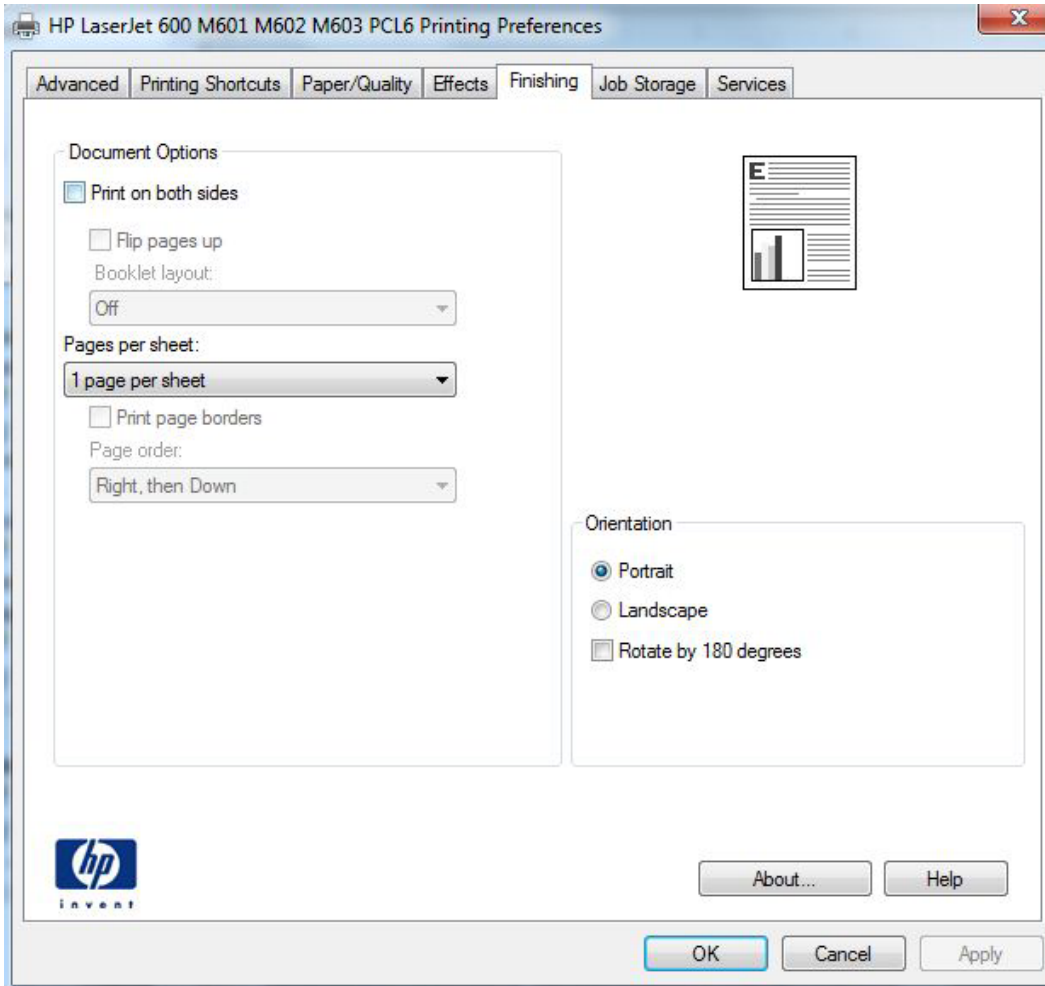 HP LaserJet 600 M601 M602 M603 PCL6 Printing Preferences
X
Advanced Printing Shortcuts Paper/Quality Effects Finishing Job Storage Services
Document Options
Print on both sides
Flip pages up
Booklet layout:
Off
Pages per sheet:
1 page per sheet
Print page borders
Page order:
Right, then Down
E
Orientation
Portrait
Landscape
Rotate by 180 degrees
hp
invent
About... Help
OK Cancel Apply